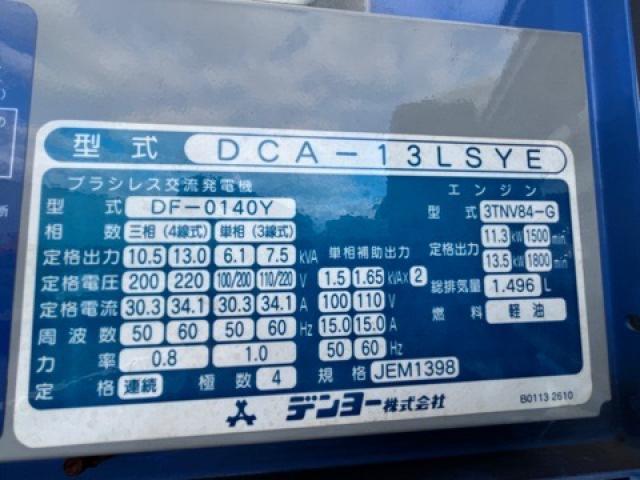 型式 DCA-13LSYE
ブラシレス交流発電機 エンジン
型式 DF-0140Y 型式 3TNV84-G
相数 三相(4線式) 単相(3線式) 定格出力 11.3 kW 1500 min⁻¹
定格出力 10.5 13.0 6.1 7.5 kVA 単相補助出力 13.5 kW 1800 min⁻¹
定格電圧 200 220 100/200 110/220 V 1.5 1.65 kVA×2 総排気量 1.496 L
定格電流 30.3 34.1 30.3 34.1 A 100 110 V 燃料 軽油
周波数 50 60 50 60 Hz 15.0 15.0 A
力率 0.8 1.0 50 60 Hz
定格 連続 極数 4 規格 JEM1398
デンヨー株式会社 B0113 2610